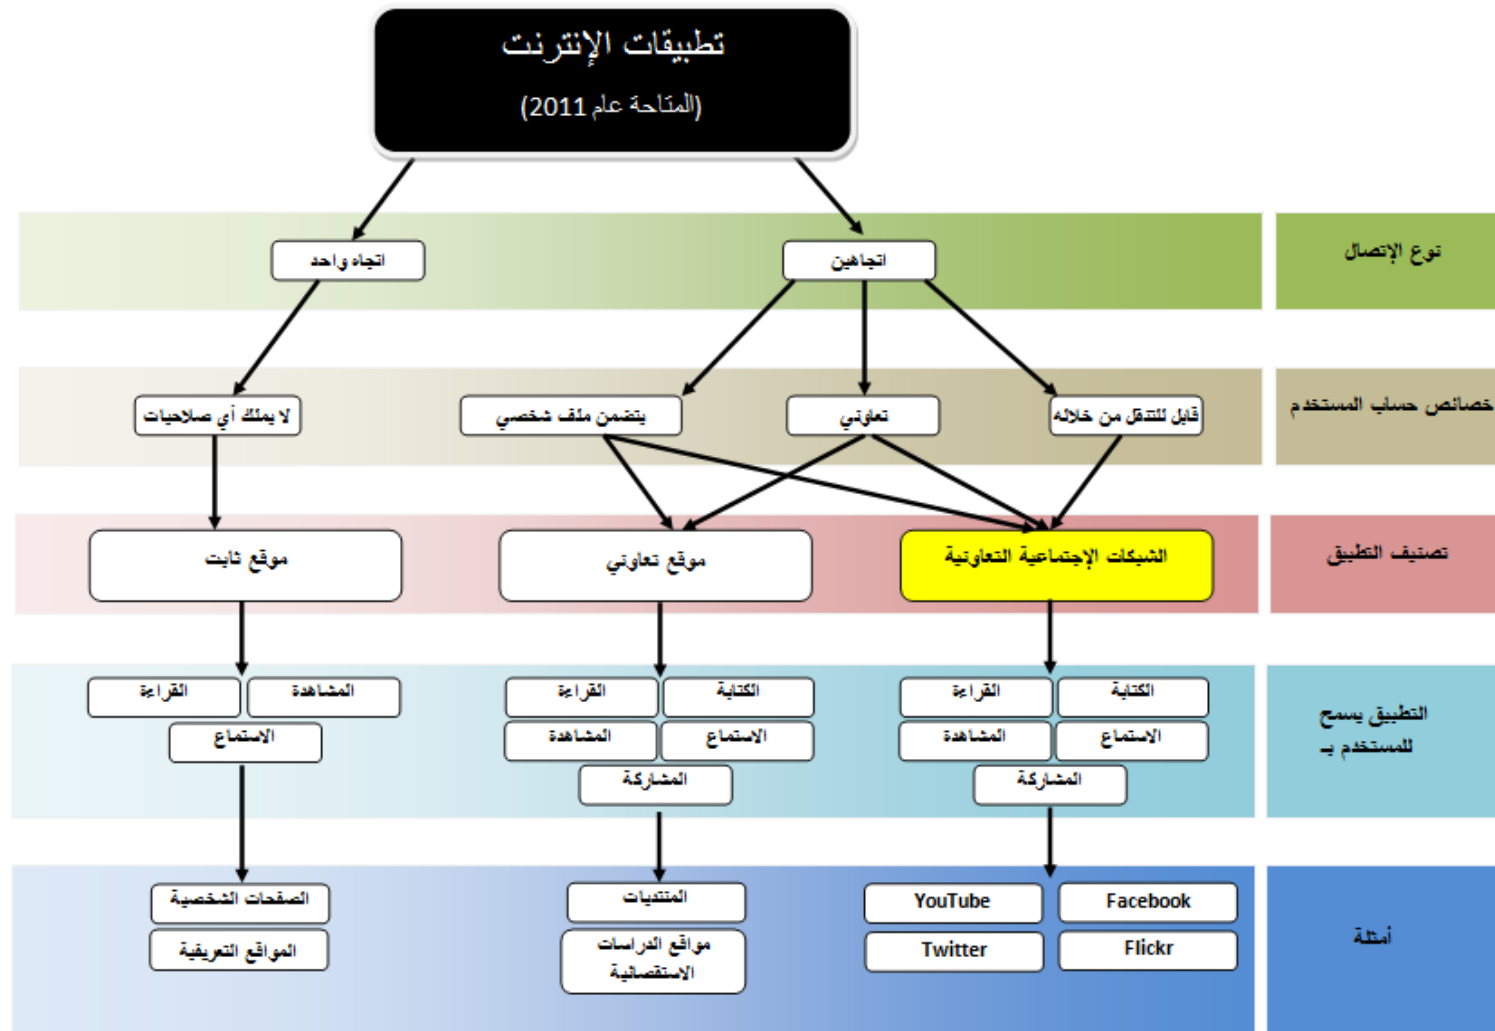 تطبيقات الإنترنت
(المتاحة عام 2011)
نوع الإتصال
اتجاهين
اتجاه واحد
خصائص حساب المستخدم
قابل للتنقل من خلاله
تعاوني
يتضمن ملف شخصي
لا يملك أي صلاحيات
تصنيف التطبيق
الشبكات الإجتماعية التعاونية
موقع تعاوني
موقع ثابت
التطبيق يسمح
للمستخدم بـ
الكتابة
القراءة
الاستماع
المشاهدة
المشاركة
الكتابة
القراءة
الاستماع
المشاهدة
المشاركة
المشاهدة
القراءة
الاستماع
أمثلة
Facebook
YouTube
Flickr
Twitter
المنتديات
مواقع الدراسات
الاستقصائية
الصفحات الشخصية
المواقع التعريفية